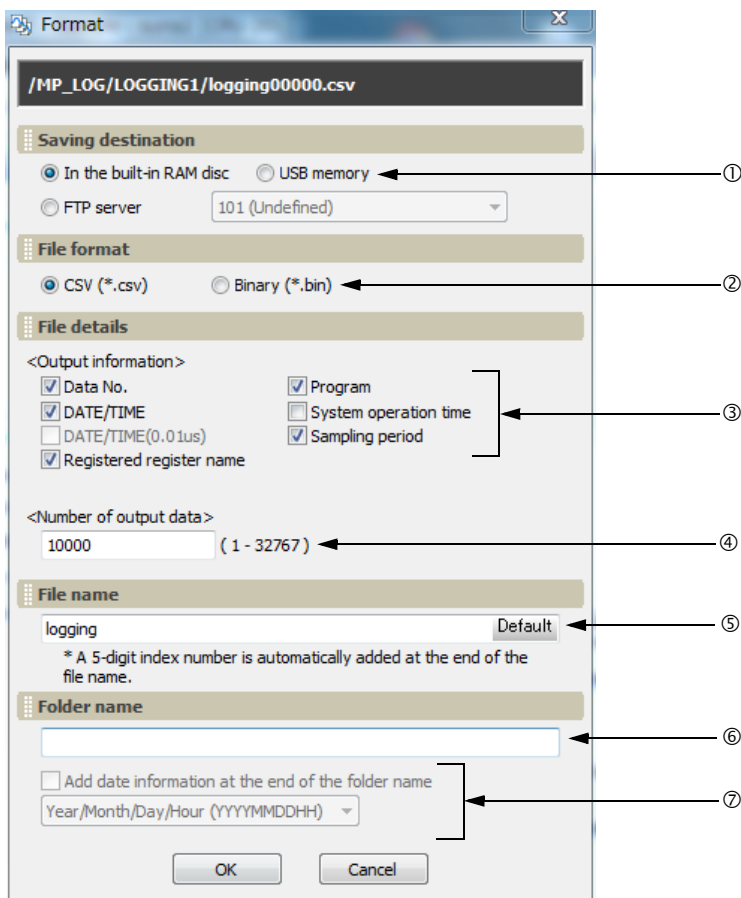 Format
/MP_LOG/LOGGING1/logging00000.csv
Saving destination
In the built-in RAM disc USB memory ①
FTP server 101 (Undefined)
File format
CSV (*.csv) Binary (*.bin) ②
File details
<Output information>
Data No. Program
DATE/TIME System operation time ③
DATE/TIME(0.01us) Sampling period
Registered register name
<Number of output data>
10000 ( 1 - 32767 ) ④
File name
logging Default ⑤
* A 5-digit index number is automatically added at the end of the
file name.
Folder name
⑥
Add date information at the end of the folder name
Year/Month/Day/Hour (YYYYMMDDHH) ⑦
OK Cancel